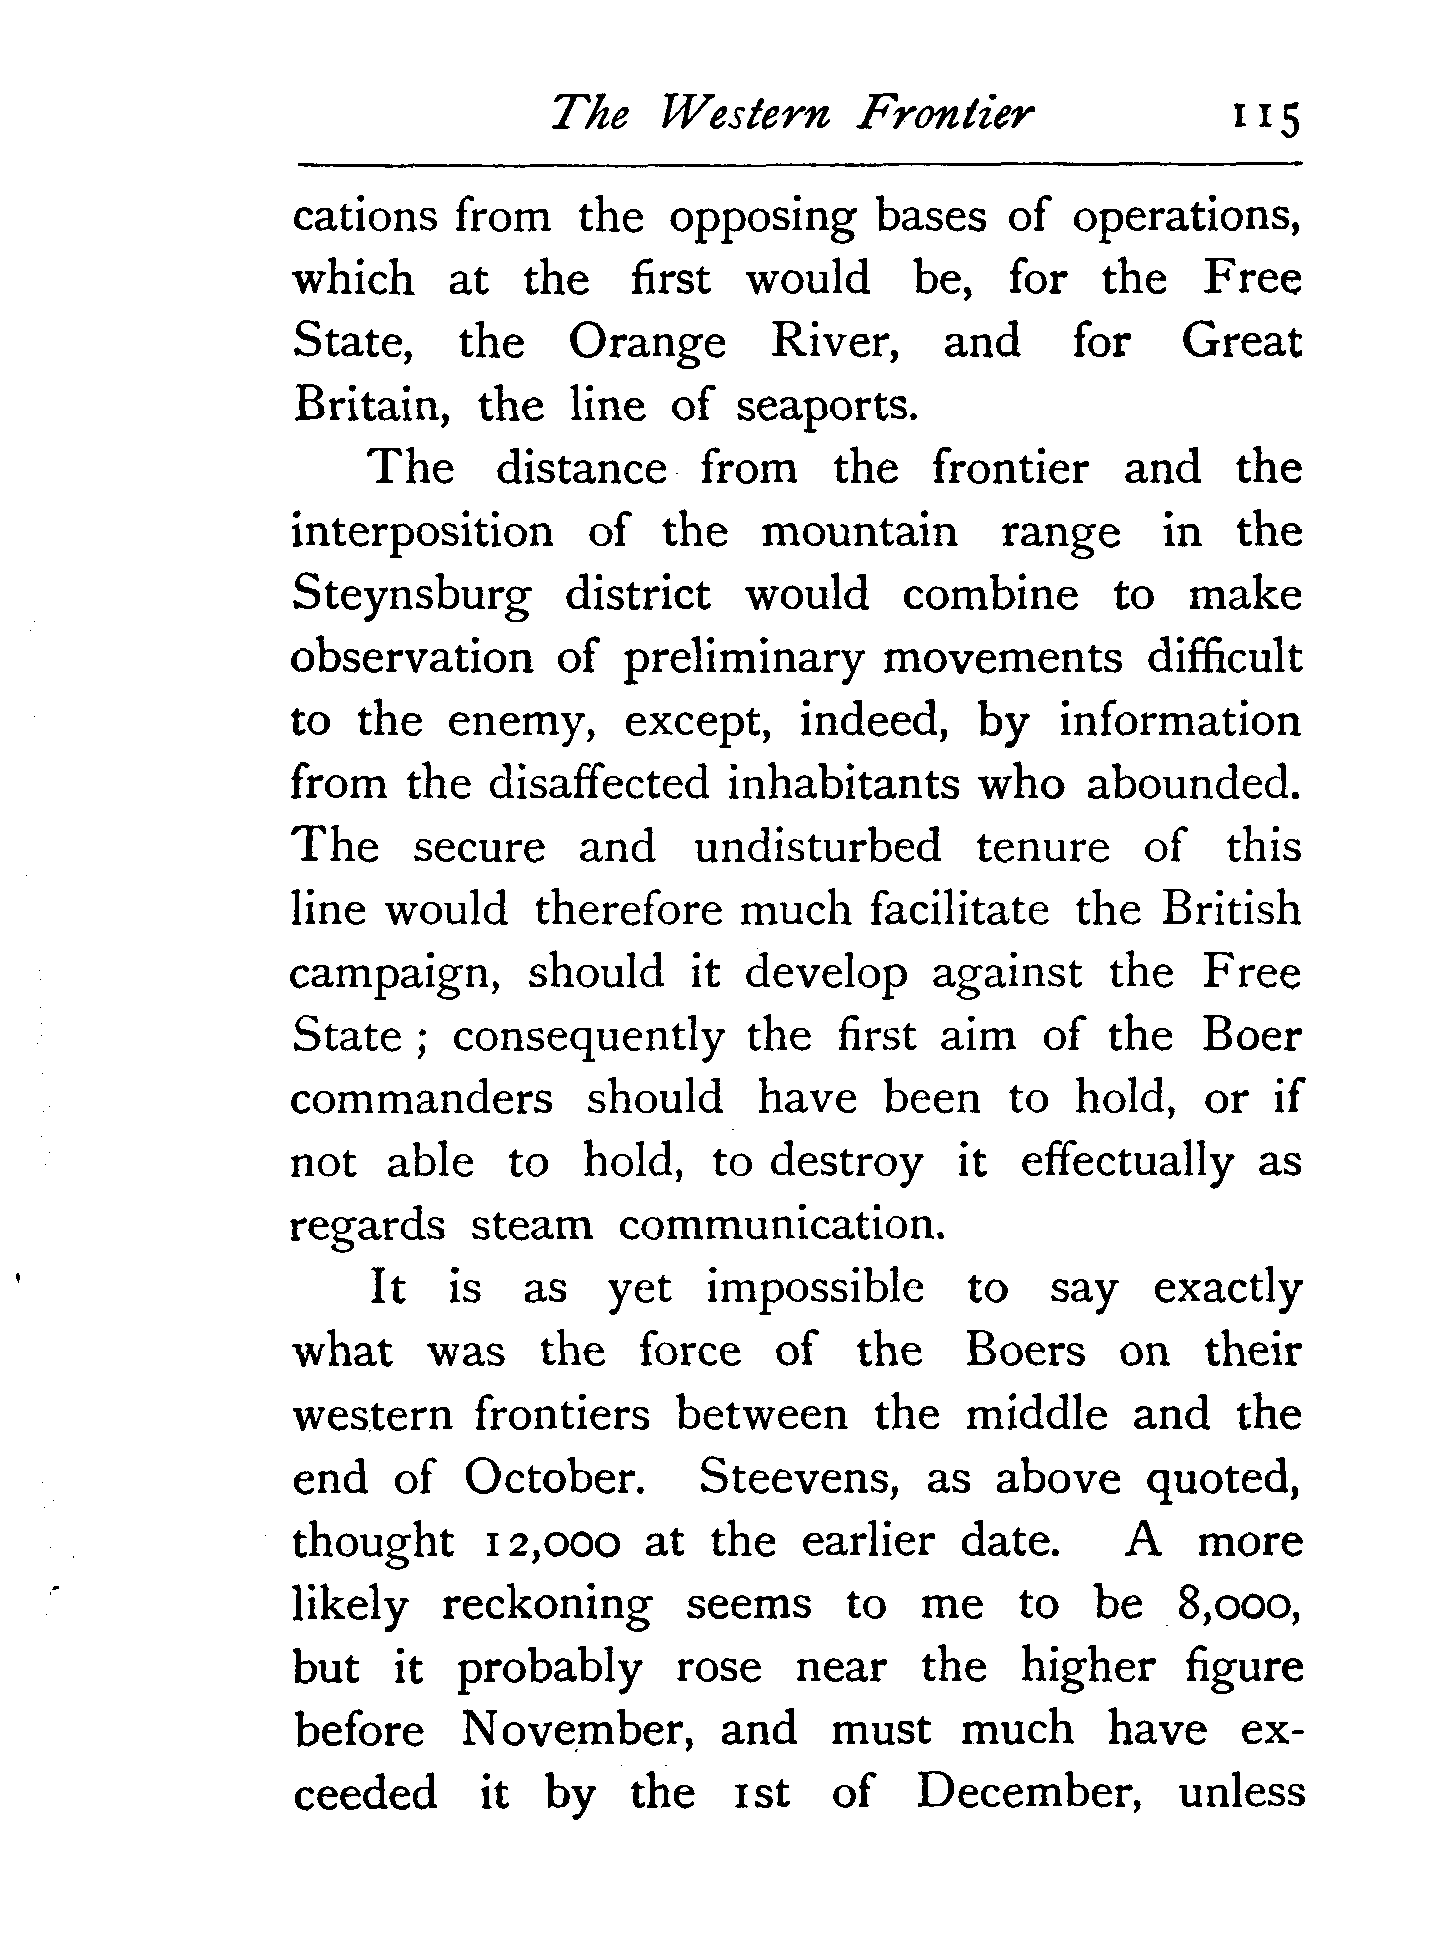 The Western Frontier 115
cations from the opposing bases of operations,
which at the first would be, for the Free
State, the Orange River, and for Great
Britain, the line of seaports.
The distance from the frontier and the
interposition of the mountain range in the
Steynsburg district would combine to make
observation of preliminary movements difficult
to the enemy, except, indeed, by information
from the disaffected inhabitants who abounded.
The secure and undisturbed tenure of this
line would therefore much facilitate the British
campaign, should it develop against the Free
State ; consequently the first aim of the Boer
commanders should have been to hold, or if
not able to hold, to destroy it effectually as
regards steam communication.
It is as yet impossible to say exactly
what was the force of the Boers on their
western frontiers between the middle and the
end of October. Steevens, as above quoted,
thought 12,000 at the earlier date. A more
likely reckoning seems to me to be 8,000,
but it probably rose near the higher figure
before November, and must much have ex-
ceeded it by the 1st of December, unless